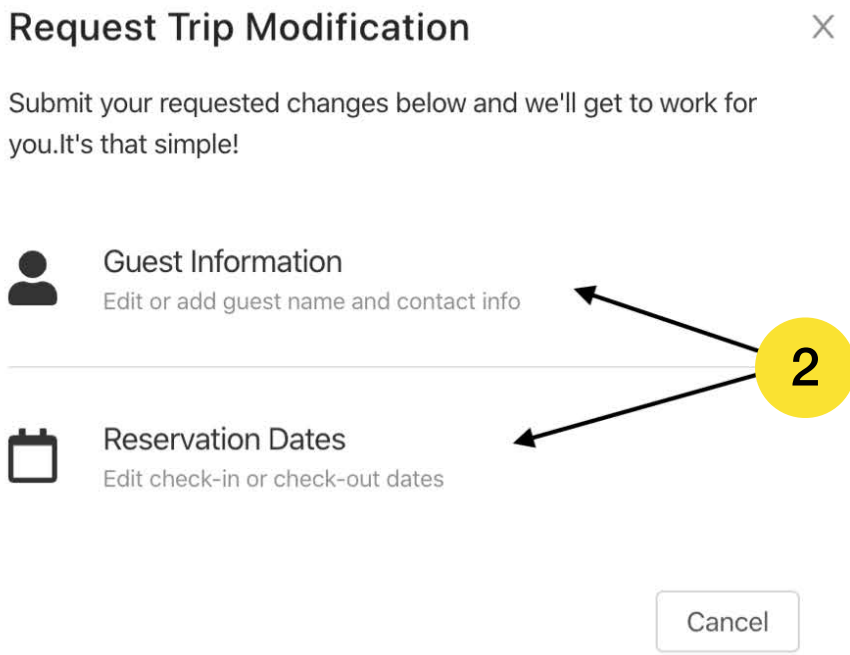 Request Trip Modification
X
Submit your requested changes below and we'll get to work for
you.It's that simple!
Guest Information
Edit or add guest name and contact info
2
Reservation Dates
Edit check-in or check-out dates
Cancel